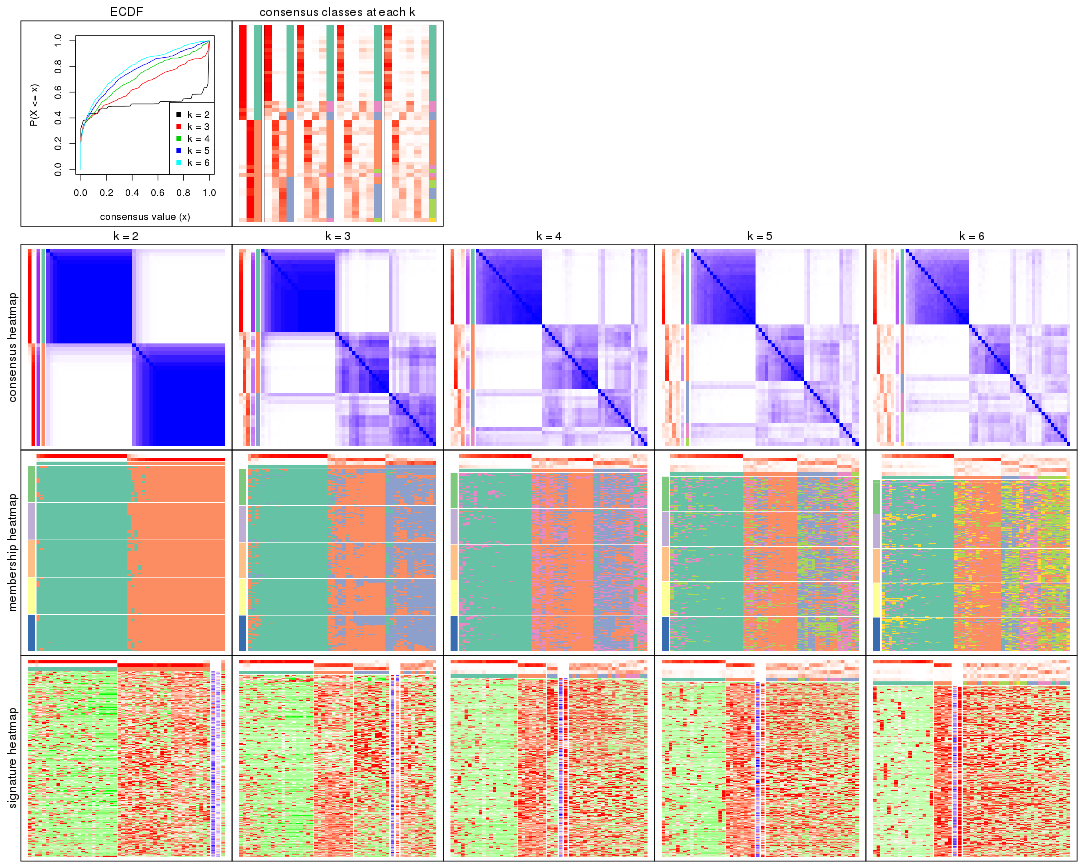 ECDF
consensus classes at each k
P(X <= x)
0.0
0.2
0.4
0.6
0.8
1.0
k = 2
k = 3
k = 4
k = 5
k = 6
0.0 0.2 0.4 0.6 0.8 1.0
consensus value (x)
k = 2
k = 3
k = 4
k = 5
k = 6
consensus heatmap
membership heatmap
signature heatmap